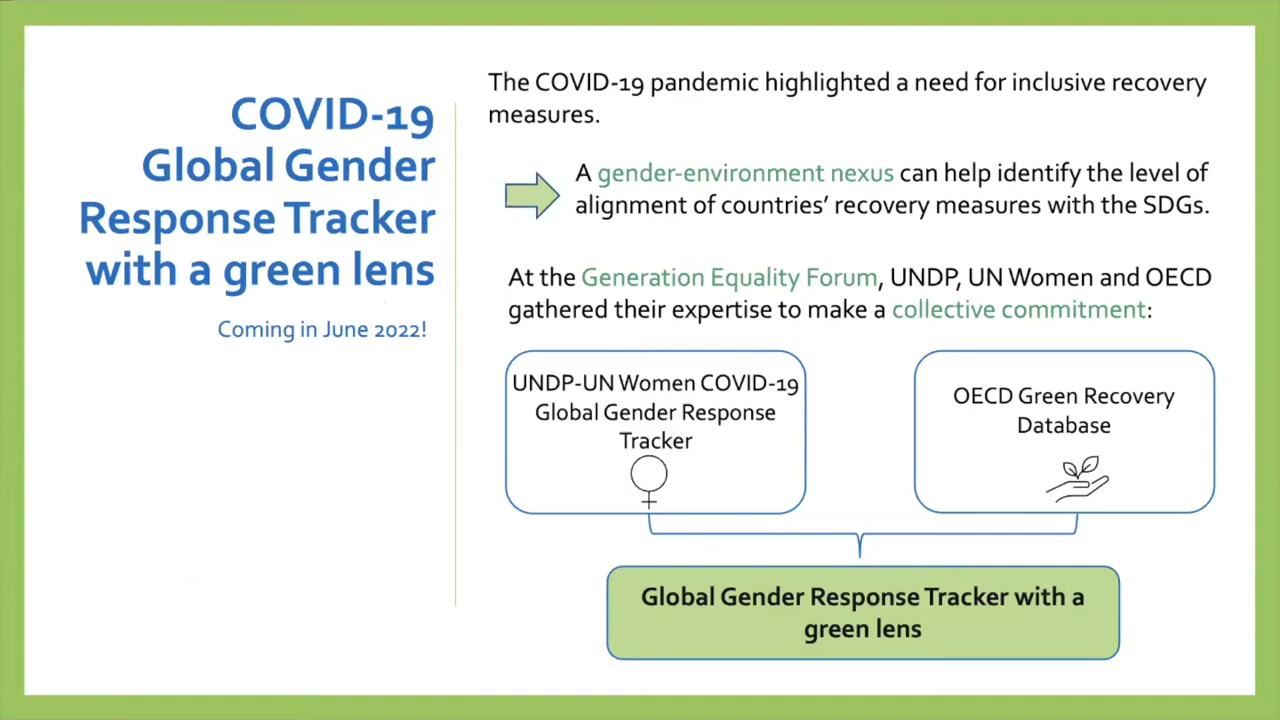 COVID-19
Global Gender
Response Tracker
with a green lens
Coming in June 2022!
The COVID-19 pandemic highlighted a need for inclusive recovery
measures.
A gender-environment nexus can help identify the level of
alignment of countries' recovery measures with the SDGs.
At the Generation Equality Forum, UNDP, UN Women and OECD
gathered their expertise to make a collective commitment:
UNDP-UN Women COVID-19
Global Gender Response
Tracker
OECD Green Recovery
Database
Global Gender Response Tracker with a
green lens